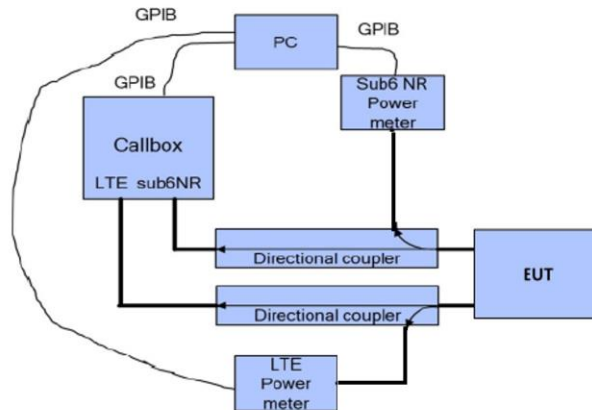 GPIB
PC
GPIB
GPIB
Sub6 NR
Power
meter
Callbox
LTE sub6NR
Directional coupler
EUT
Directional coupler
LTE
Power
meter